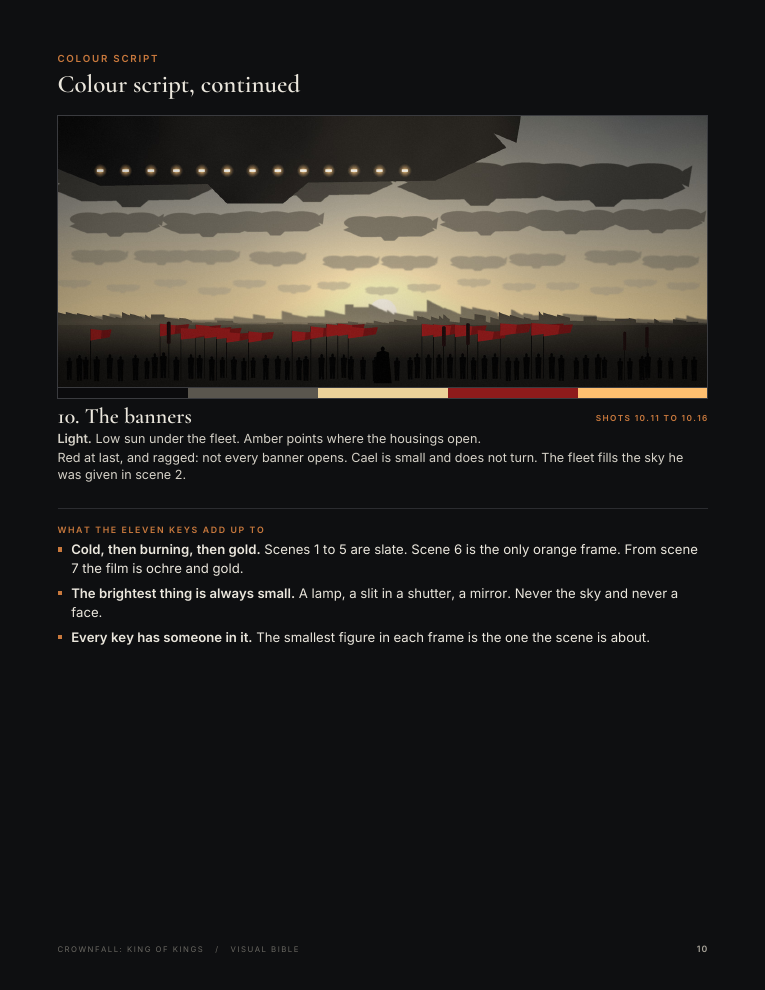 COLOUR SCRIPT
Colour script, continued
10. The banners
SHOTS 10.11 TO 10.16
Light. Low sun under the fleet. Amber points where the housings open.
Red at last, and ragged: not every banner opens. Cael is small and does not turn. The fleet fills the sky he
was given in scene 2.
WHAT THE ELEVEN KEYS ADD UP TO
Cold, then burning, then gold. Scenes 1 to 5 are slate. Scene 6 is the only orange frame. From scene
7 the film is ochre and gold.
The brightest thing is always small. A lamp, a slit in a shutter, a mirror. Never the sky and never a
face.
Every key has someone in it. The smallest figure in each frame is the one the scene is about.
CROWNFALL: KING OF KINGS / VISUAL BIBLE
10